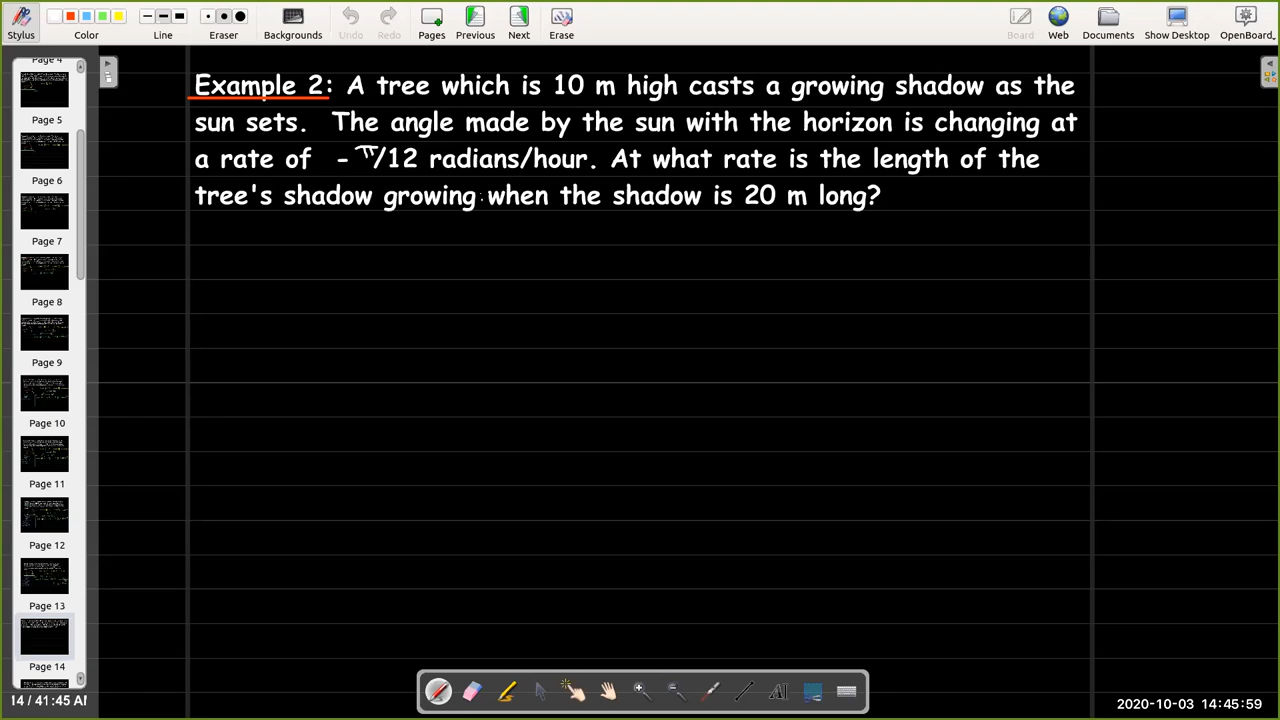 Stylus Color Line Eraser Backgrounds Undo Redo Pages Previous Next Erase Board Web Documents Show Desktop OpenBoard
Page 4
Page 5
Page 6
Page 7
Page 8
Page 9
Page 10
Page 11
Page 12
Page 13
Page 14
14 / 41:45 AM
Example 2: A tree which is 10 m high casts a growing shadow as the
sun sets. The angle made by the sun with the horizon is changing at
a rate of -π/12 radians/hour. At what rate is the length of the
tree's shadow growing when the shadow is 20 m long?
2020-10-03 14:45:59